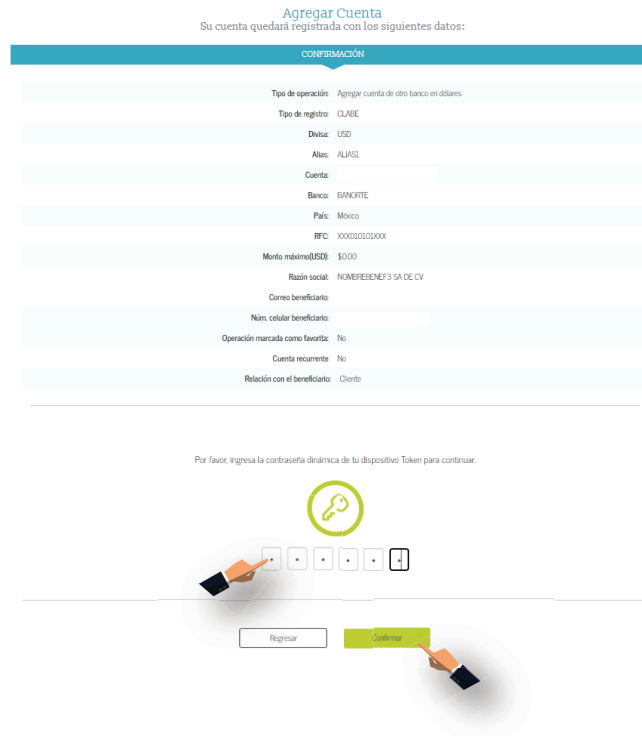 Agregar Cuenta
Su cuenta quedará registrada con los siguientes datos:
CONFIRMACIÓN
Tipo de operación: Agregar cuenta de otro banco en dólares
Tipo de registro: CLABE
Divisa: USD
Alias: ALIAS1
Cuenta:
Banco: BANORTE
País: México
RFC: XXX010101XXX
Monto máximo(USD): $0.00
Razón social: NOMBREBENEF3 SA DE CV
Correo beneficiario:
Núm. celular beneficiario:
Operación marcada como favorita: No
Cuenta recurrente No
Relación con el beneficiario: Cliente
Por favor, ingresa la contraseña dinámica de tu dispositivo Token para continuar.
Regresar Confirmar